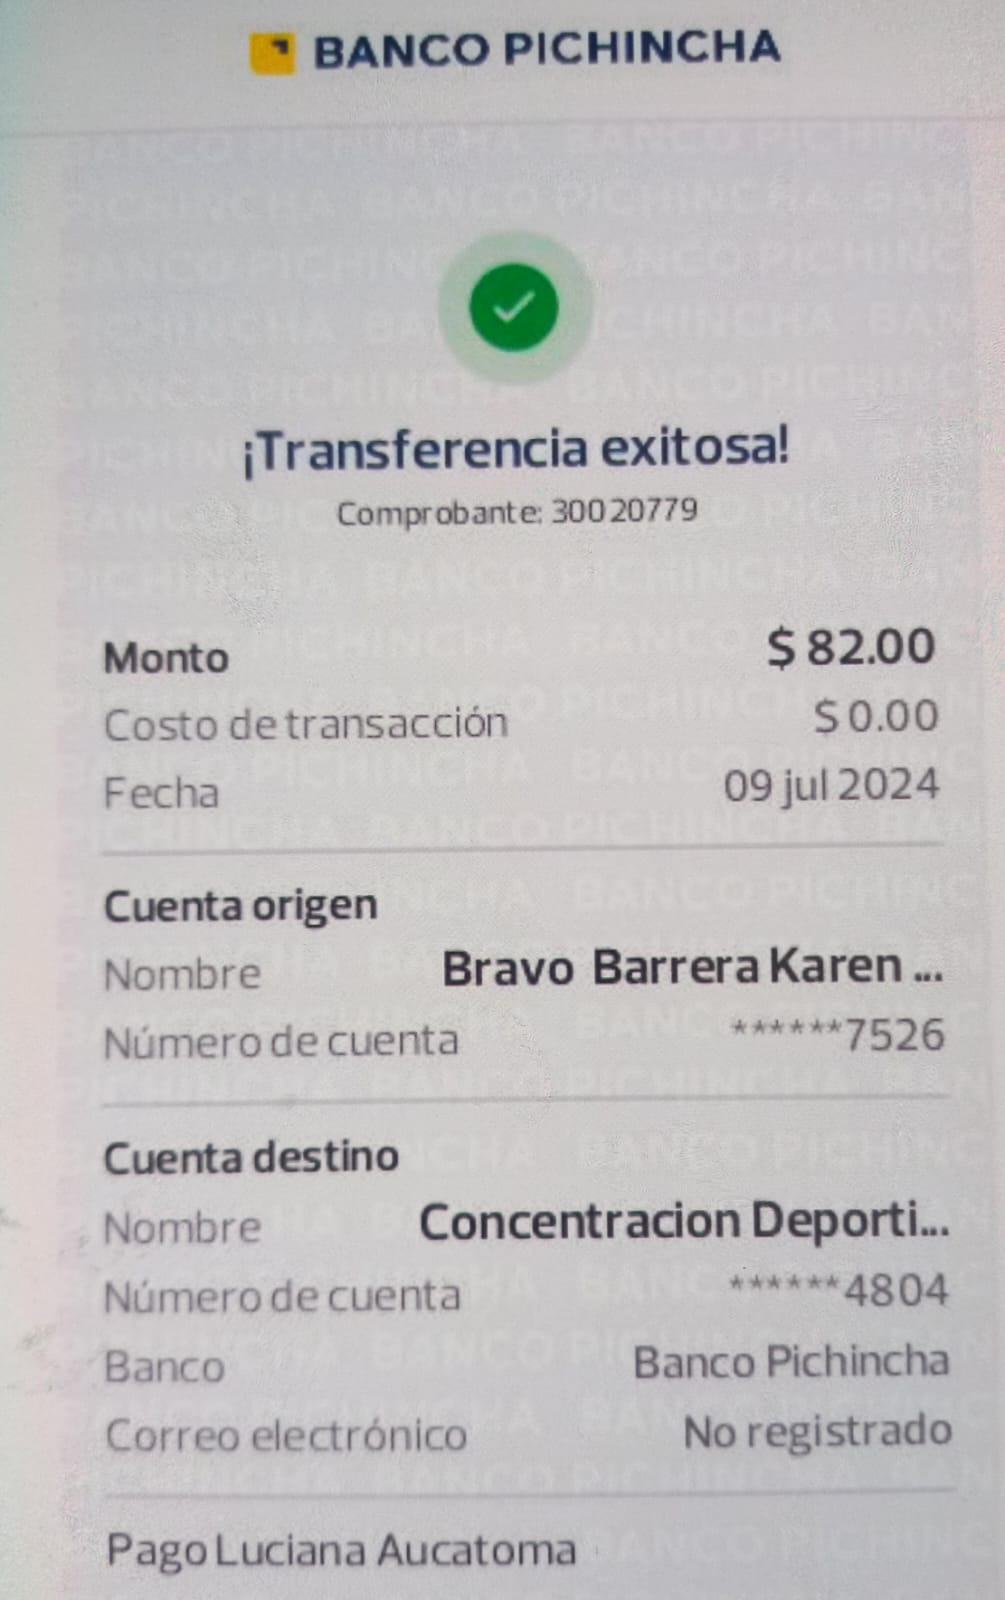 BANCO PICHINCHA
¡Transferencia exitosa!
Comprobante: 30020779
Monto $ 82.00
Costo de transacción $ 0.00
Fecha 09 jul 2024
Cuenta origen
Nombre Bravo Barrera Karen ...
Número de cuenta ******7526
Cuenta destino
Nombre Concentracion Deporti...
Número de cuenta ******4804
Banco Banco Pichincha
Correo electrónico No registrado
Pago Luciana Aucatoma